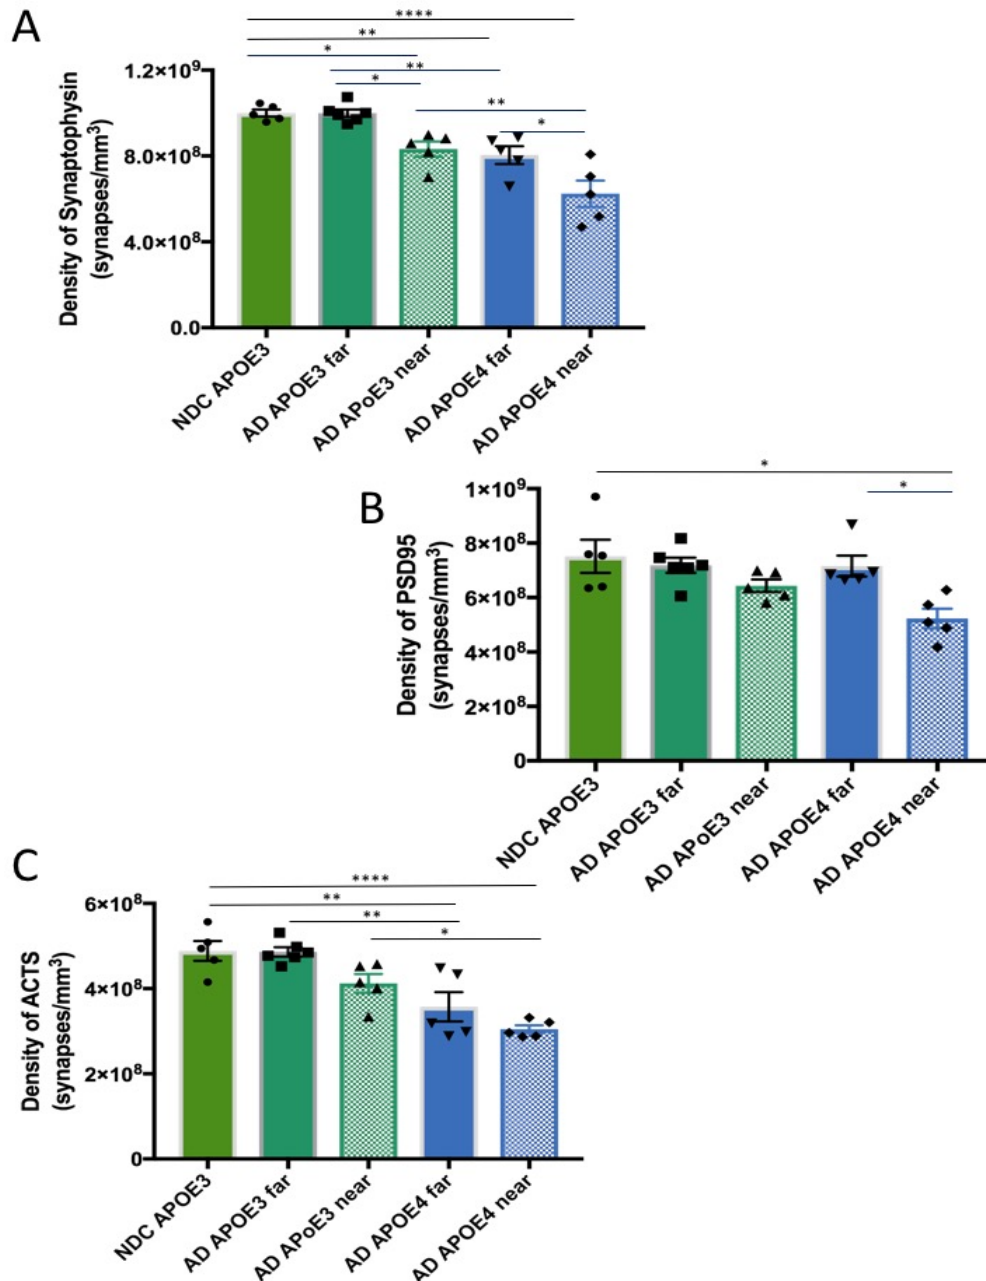 A
****
**
*
**
*
**
*
Density of Synaptophysin
(synapses/mm³)
1.2×10⁹
8.0×10⁸
4.0×10⁸
0.0
NDC APOE3
AD APOE3 far
AD APoE3 near
AD APOE4 far
AD APOE4 near
B
*
*
Density of PSD95
(synapses/mm³)
1×10⁹
8×10⁸
6×10⁸
4×10⁸
2×10⁸
0
NDC APOE3
AD APOE3 far
AD APoE3 near
AD APOE4 far
AD APOE4 near
C
****
**
**
*
Density of ACTS
(synapses/mm³)
6×10⁸
4×10⁸
2×10⁸
0
NDC APOE3
AD APOE3 far
AD APoE3 near
AD APOE4 far
AD APOE4 near